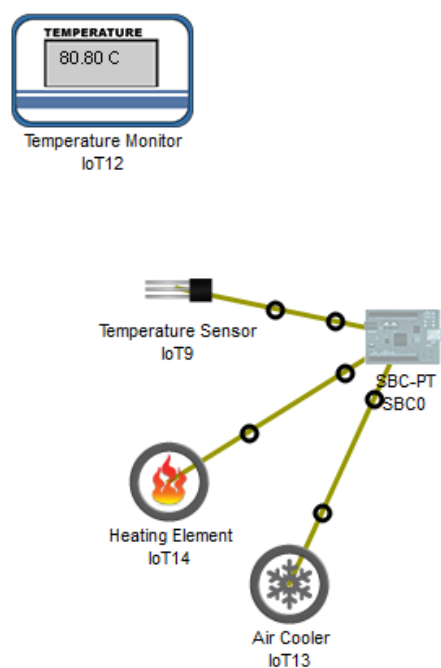 TEMPERATURE
80.80 C
Temperature Monitor
IoT12
Temperature Sensor
IoT9
SBC-PT
SBC0
Heating Element
IoT14
Air Cooler
IoT13